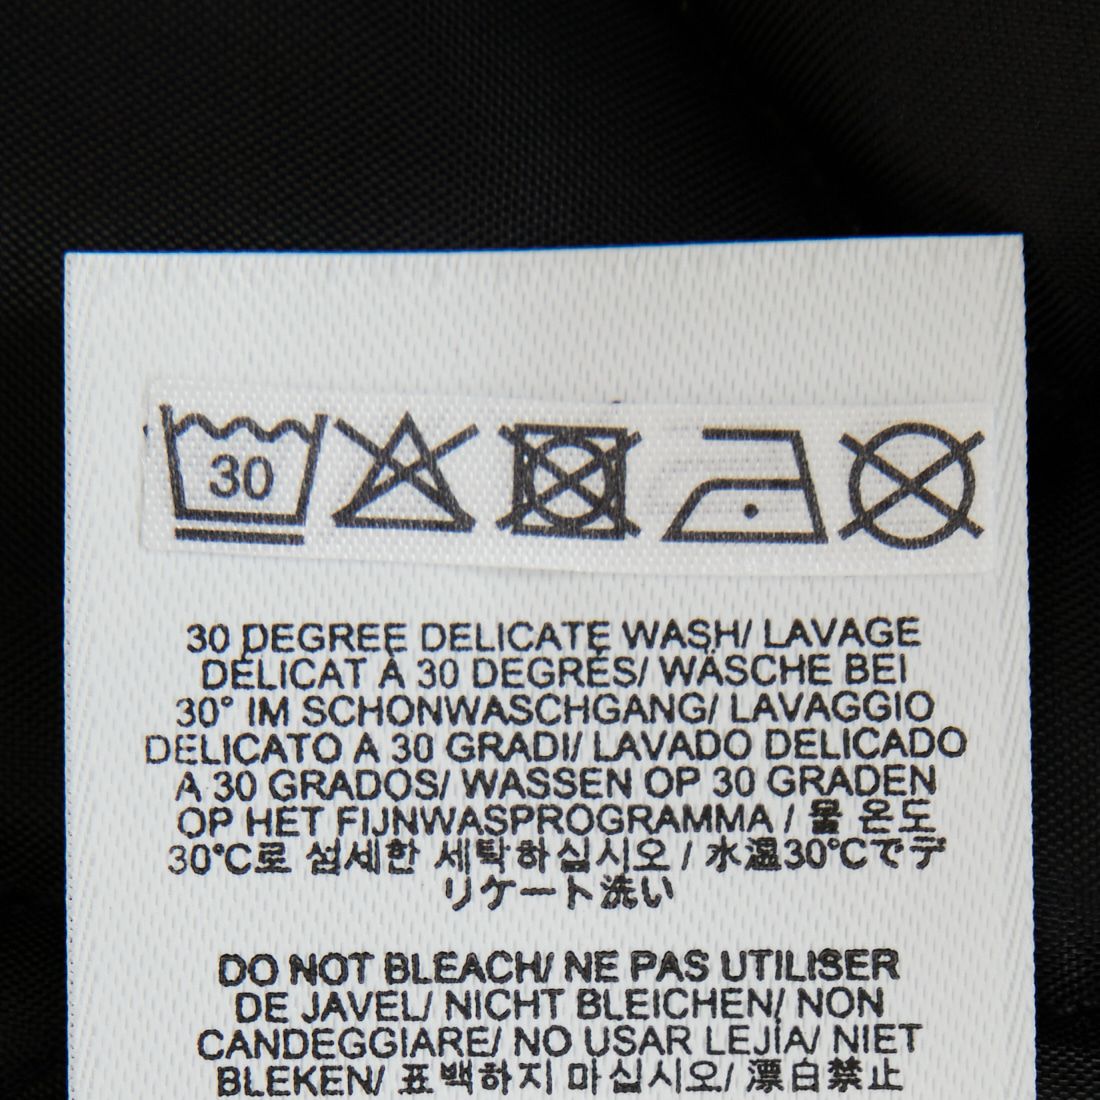 30
30 DEGREE DELICATE WASH/ LAVAGE
DÉLICAT À 30 DEGRÉS/ WÄSCHE BEI
30° IM SCHONWASCHGANG/ LAVAGGIO
DELICATO A 30 GRADI/ LAVADO DELICADO
A 30 GRADOS/ WASSEN OP 30 GRADEN
OP HET FIJNWASPROGRAMMA / 물 온도
30℃로 섬세한 세탁하십시오 / 水温30℃でデ
リケート洗い
DO NOT BLEACH/ NE PAS UTILISER
DE JAVEL/ NICHT BLEICHEN/ NON
CANDEGGIARE/ NO USAR LEJÍA/ NIET
BLEKEN/ 표백하지 마십시오/ 漂白禁止